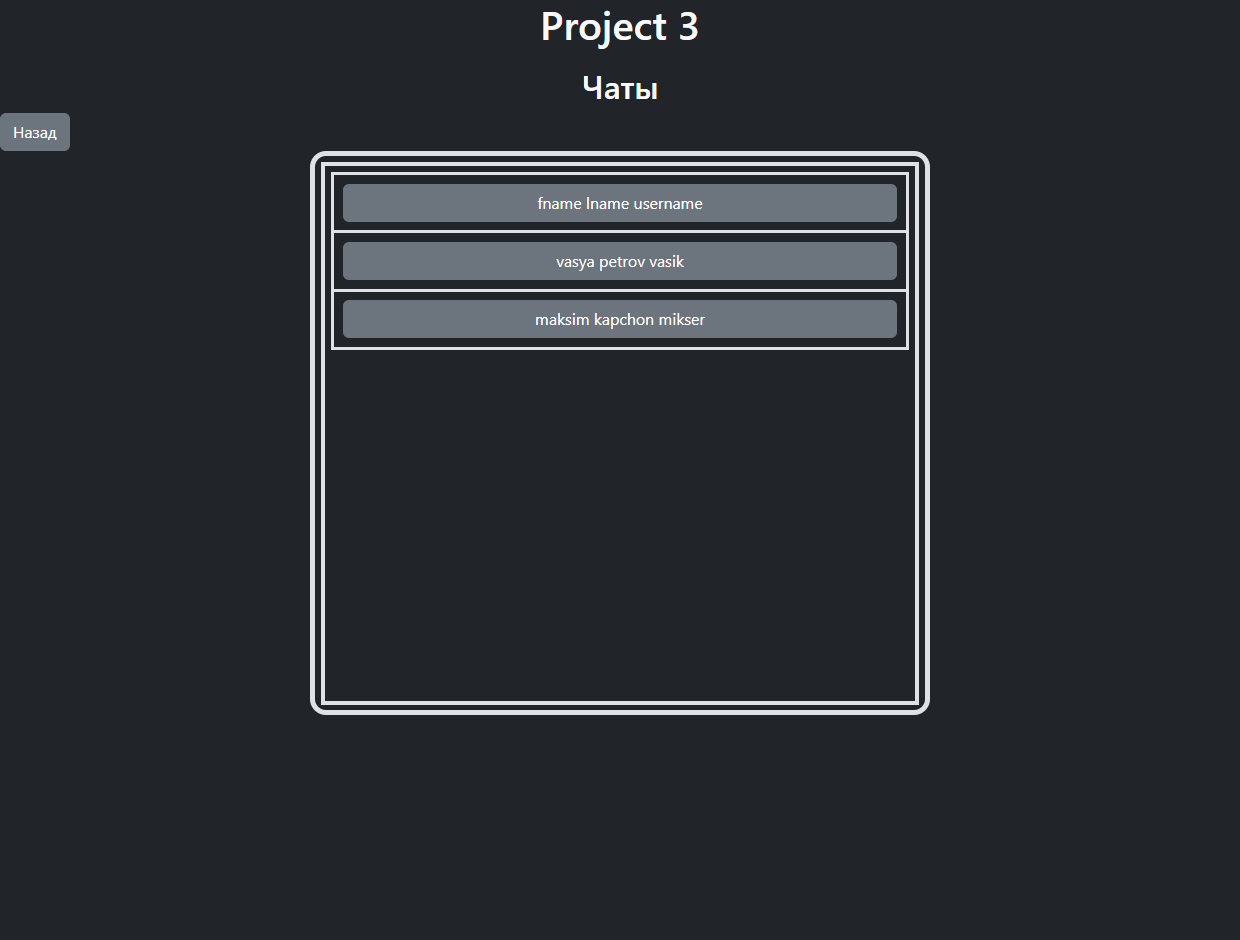 Project 3
Чаты
Назад
fname lname username
vasya petrov vasik
maksim kapchon mikser